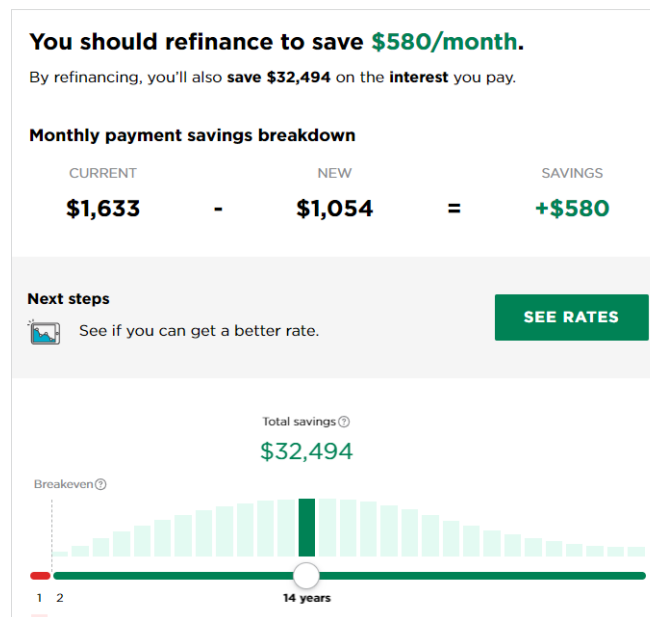 You should refinance to save $580/month.
By refinancing, you'll also save $32,494 on the interest you pay.
Monthly payment savings breakdown
CURRENT NEW SAVINGS
$1,633 - $1,054 = +$580
Next steps
See if you can get a better rate.
SEE RATES
Total savings ?
$32,494
Breakeven ?
1 2 14 years